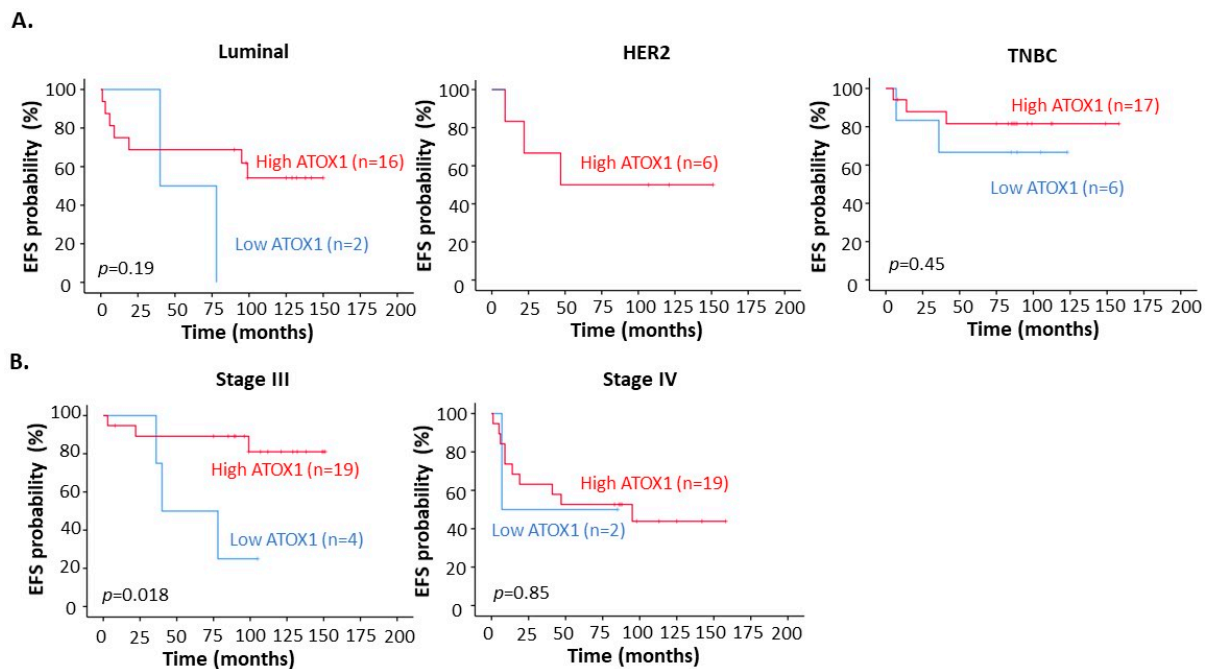 A.
Luminal
HER2
TNBC
EFS probability (%)
100
80
60
40
20
0
High ATOX1 (n=16)
Low ATOX1 (n=2)
p=0.19
0 25 50 75 100 125 150 175 200
Time (months)
EFS probability (%)
100
80
60
40
20
0
High ATOX1 (n=6)
0 25 50 75 100 125 150 175 200
Time (months)
EFS probability (%)
100
80
60
40
20
0
High ATOX1 (n=17)
Low ATOX1 (n=6)
p=0.45
0 25 50 75 100 125 150 175 200
Time (months)
B.
Stage III
Stage IV
EFS probability (%)
100
80
60
40
20
0
High ATOX1 (n=19)
Low ATOX1 (n=4)
p=0.018
0 25 50 75 100 125 150 175 200
Time (months)
EFS probability (%)
100
80
60
40
20
0
High ATOX1 (n=19)
Low ATOX1 (n=2)
p=0.85
0 25 50 75 100 125 150 175 200
Time (months)